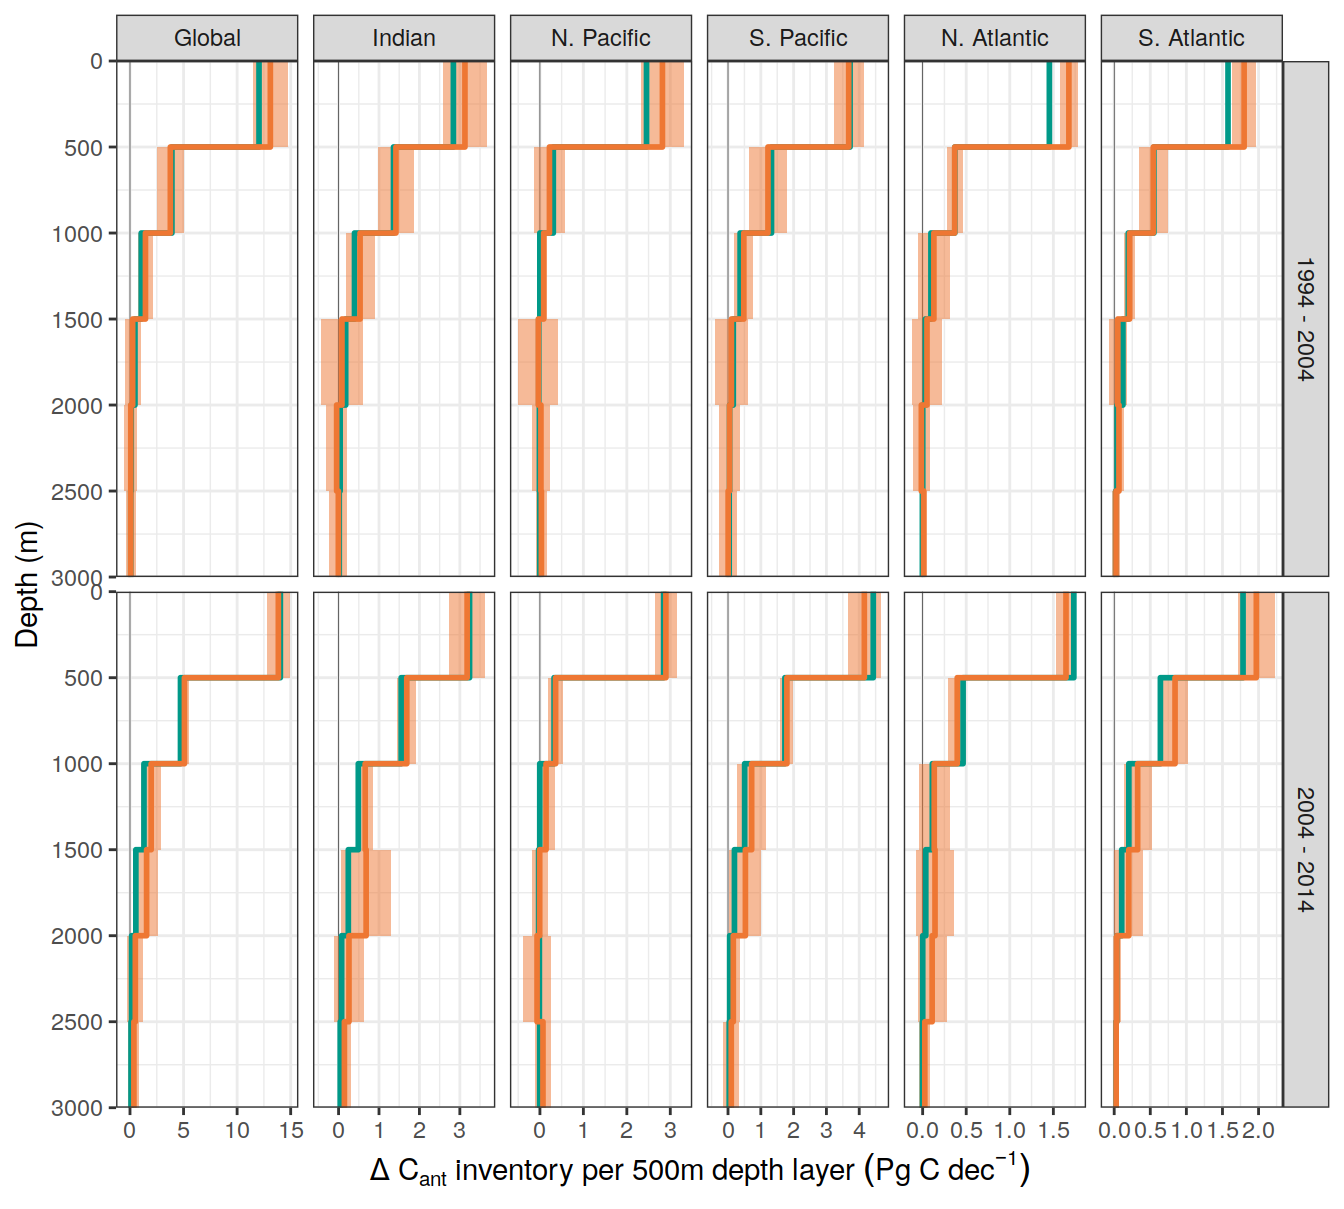 Global Indian N. Pacific S. Pacific N. Atlantic S. Atlantic
0
500
1000
1500
2000
2500
3000
1994 - 2004
0
500
1000
1500
2000
2500
3000
2004 - 2014
Depth (m)
0 5 10 15 0 1 2 3 0 1 2 3 0 1 2 3 4 0.0 0.5 1.0 1.5 0.0 0.5 1.0 1.5 2.0
Δ Cant inventory per 500m depth layer (Pg C dec−1)